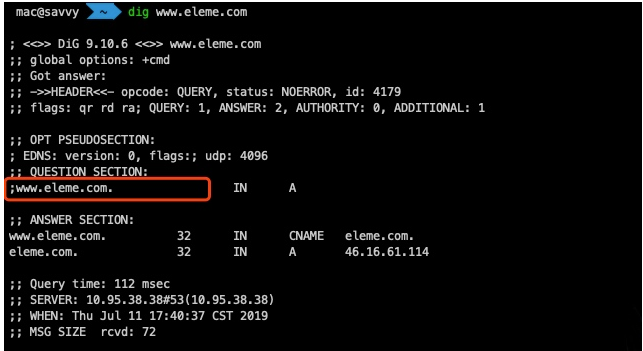 mac@savvy ~ dig www.eleme.com
; <<>> DiG 9.10.6 <<>> www.eleme.com
;; global options: +cmd
;; Got answer:
;; ->>HEADER<<- opcode: QUERY, status: NOERROR, id: 4179
;; flags: qr rd ra; QUERY: 1, ANSWER: 2, AUTHORITY: 0, ADDITIONAL: 1
;; OPT PSEUDOSECTION:
; EDNS: version: 0, flags:; udp: 4096
;; QUESTION SECTION:
;www.eleme.com. IN A
;; ANSWER SECTION:
www.eleme.com. 32 IN CNAME eleme.com.
eleme.com. 32 IN A 46.16.61.114
;; Query time: 112 msec
;; SERVER: 10.95.38.38#53(10.95.38.38)
;; WHEN: Thu Jul 11 17:40:37 CST 2019
;; MSG SIZE rcvd: 72